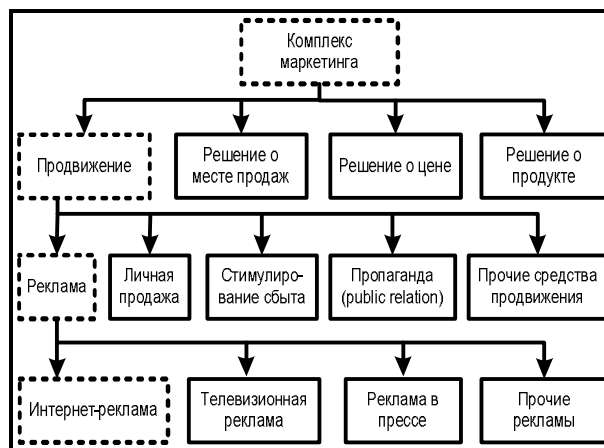 Комплекс
маркетинга
Продвижение
Решение о
месте продаж
Решение о цене
Решение о
продукте
Реклама
Личная
продажа
Стимулиро-
вание сбыта
Пропаганда
(public relation)
Прочие средства
продвижения
Интернет-реклама
Телевизионная
реклама
Реклама в
прессе
Прочие
рекламы